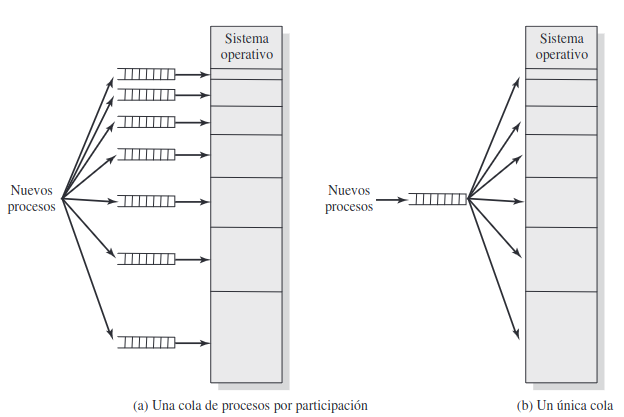 Sistema
operativo
Nuevos
procesos
(a) Una cola de procesos por participación
Sistema
operativo
Nuevos
procesos
(b) Un única cola